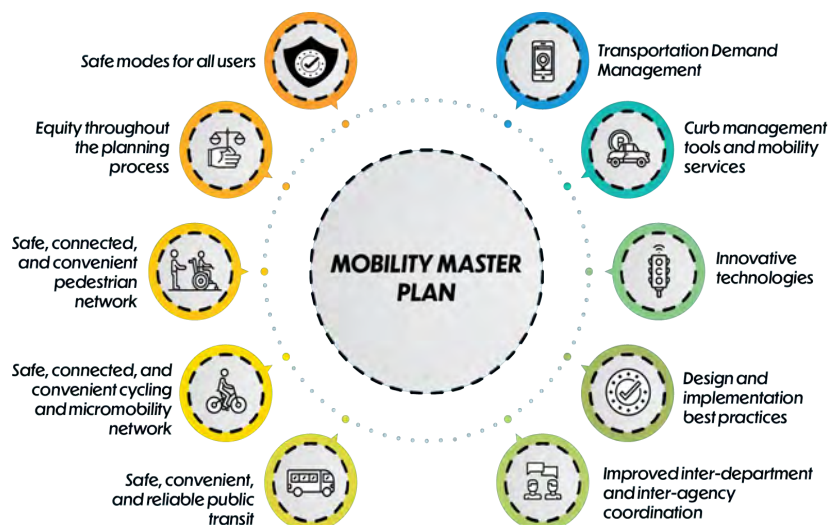 Safe modes for all users
Equity throughout
the planning
process
Safe, connected,
and convenient
pedestrian
network
Safe, connected, and
convenient cycling
and micromobility
network
Safe, convenient,
and reliable public
transit
MOBILITY MASTER
PLAN
Transportation Demand
Management
P
Curb management
tools and mobility
services
Innovative
technologies
Design and
implementation
best practices
Improved inter-department
and inter-agency
coordination